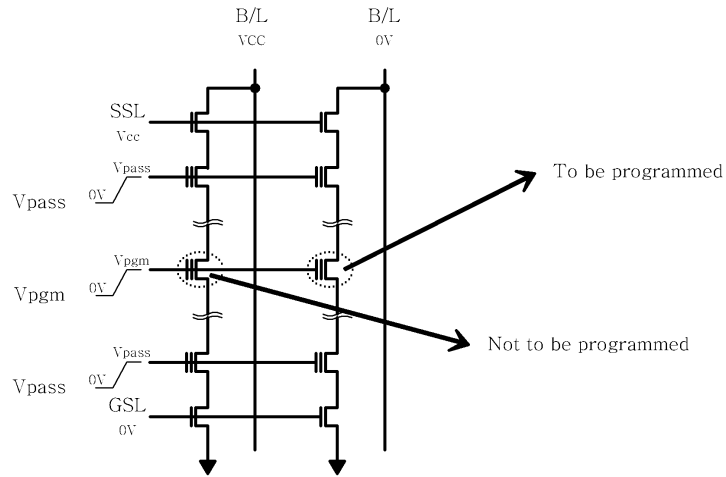 B/L
VCC
B/L
0V
SSL
Vcc
Vpass
Vpass
0V
To be programmed
Vpgm
Vpgm
0V
Not to be programmed
Vpass
Vpass
0V
GSL
0V